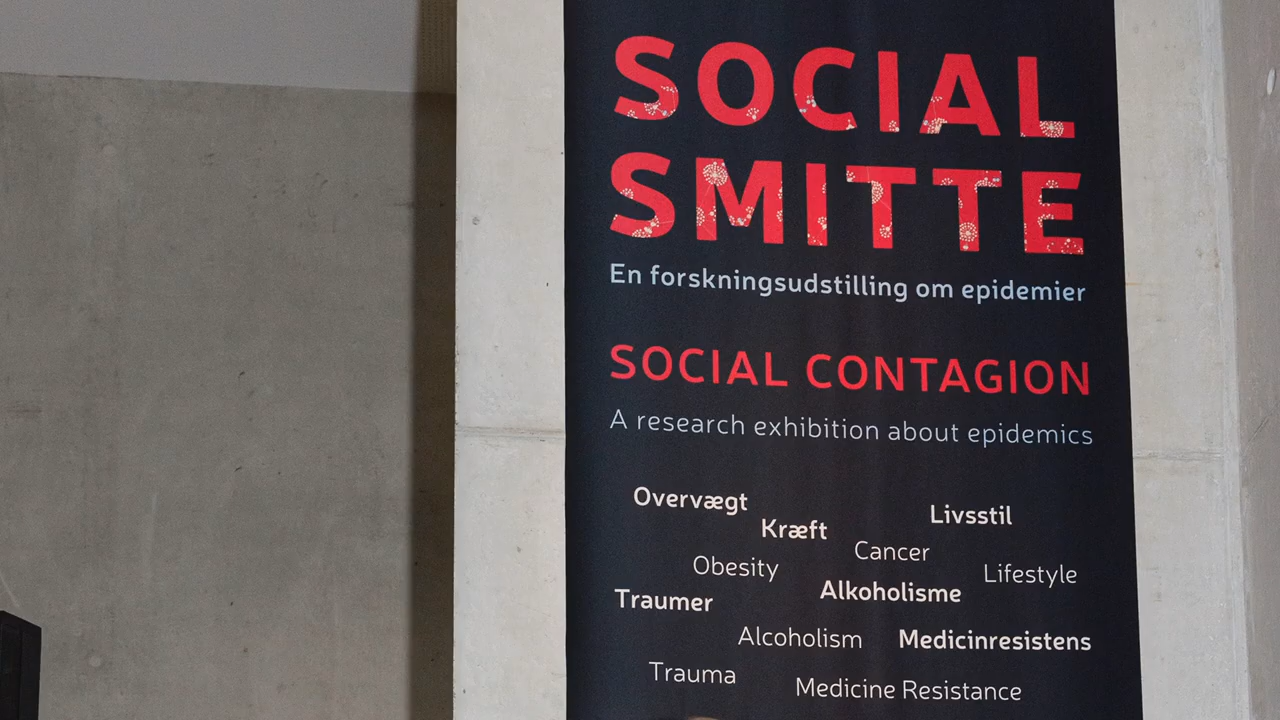 SOCIAL
SMITTE
En forskningsudstilling om epidemier
SOCIAL CONTAGION
A research exhibition about epidemics
Overvægt
Livsstil
Kræft
Cancer
Obesity
Lifestyle
Alkoholisme
Traumer
Alcoholism
Medicinresistens
Trauma
Medicine Resistance